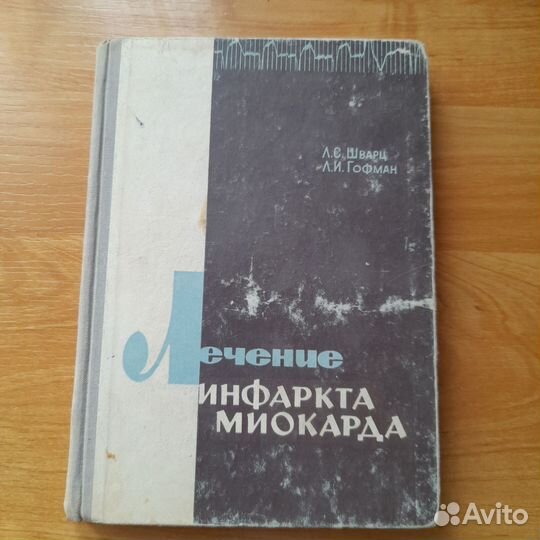 Л.С. Шварц
Л.И. Гофман
Лечение
инфаркта
миокарда
Avito